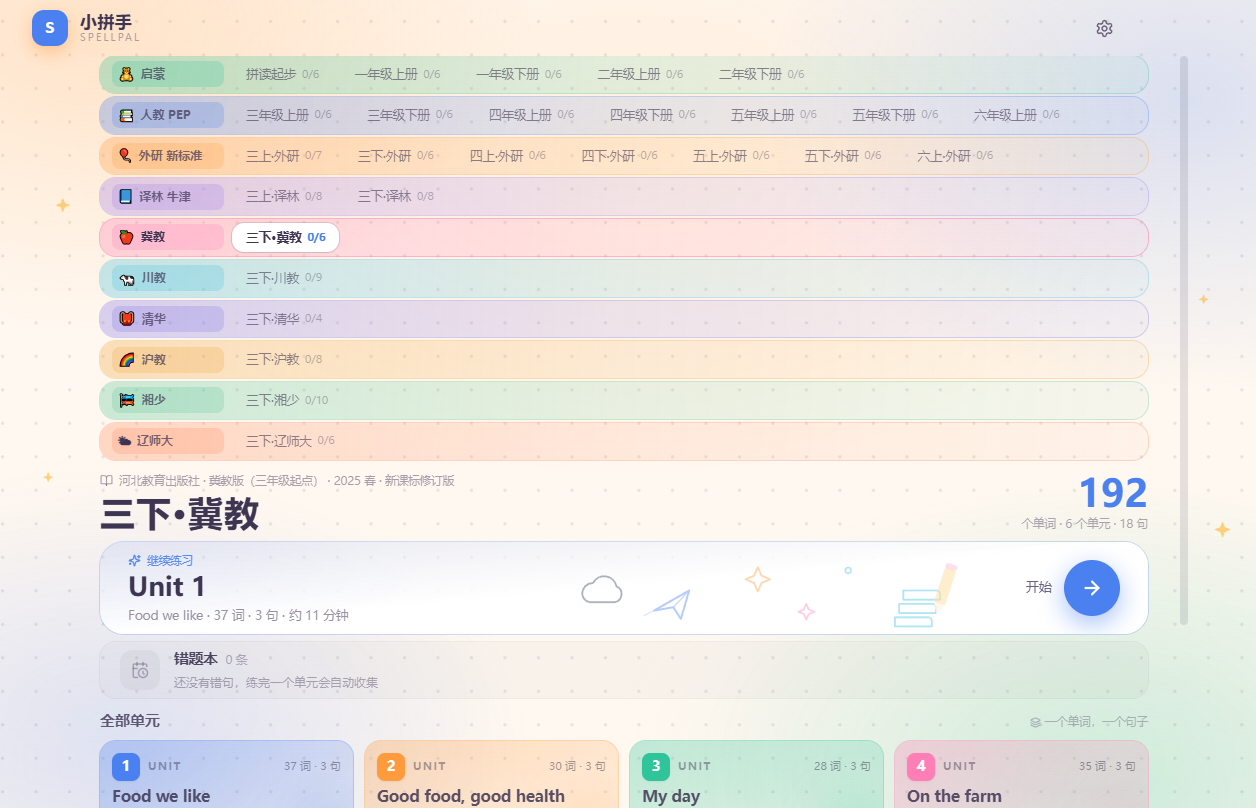 S 小拼手
SPELLPAL
启蒙 拼读起步 0/6 一年级上册 0/6 一年级下册 0/6 二年级上册 0/6 二年级下册 0/6
人教 PEP 三年级上册 0/6 三年级下册 0/6 四年级上册 0/6 四年级下册 0/6 五年级上册 0/6 五年级下册 0/6 六年级上册 0/6
外研 新标准 三上·外研 0/7 三下·外研 0/6 四上·外研 0/6 四下·外研 0/6 五上·外研 0/6 五下·外研 0/6 六上·外研 0/6
译林 牛津 三上·译林 0/8 三下·译林 0/8
冀教 三下·冀教 0/6
川教 三下·川教 0/9
清华 三下·清华 0/4
沪教 三下·沪教 0/8
湘少 三下·湘少 0/10
辽师大 三下·辽师大 0/6
河北教育出版社 · 冀教版（三年级起点） · 2025 春 · 新课标修订版
三下·冀教
192
个单词 · 6 个单元 · 18 句
继续练习
Unit 1
Food we like · 37 词 · 3 句 · 约 11 分钟
开始
错题本 0 条
还没有错句，练完一个单元会自动收集
全部单元
一个单词，一个句子
1 UNIT 37 词 · 3 句
Food we like
2 UNIT 30 词 · 3 句
Good food, good health
3 UNIT 28 词 · 3 句
My day
4 UNIT 35 词 · 3 句
On the farm